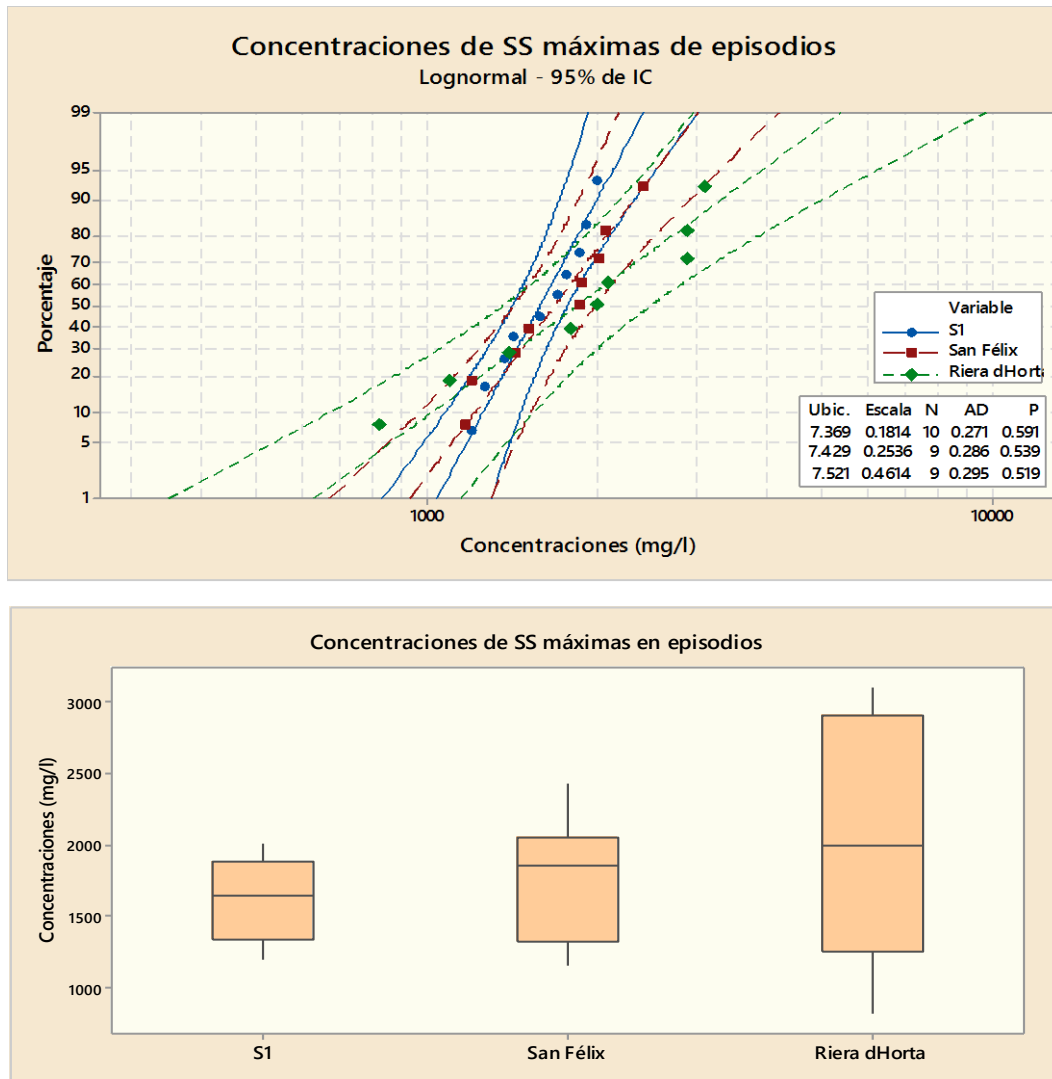 Concentraciones de SS máximas de episodios
Lognormal - 95% de IC
Porcentaje
99
95
90
80
70
60
50
40
30
20
10
5
1
1000 10000
Concentraciones (mg/l)
Variable
S1
San Félix
Riera dHorta
Ubic. Escala N AD P
7.369 0.1814 10 0.271 0.591
7.429 0.2536 9 0.286 0.539
7.521 0.4614 9 0.295 0.519
Concentraciones de SS máximas en episodios
Concentraciones (mg/l)
3000
2500
2000
1500
1000
S1 San Félix Riera dHorta